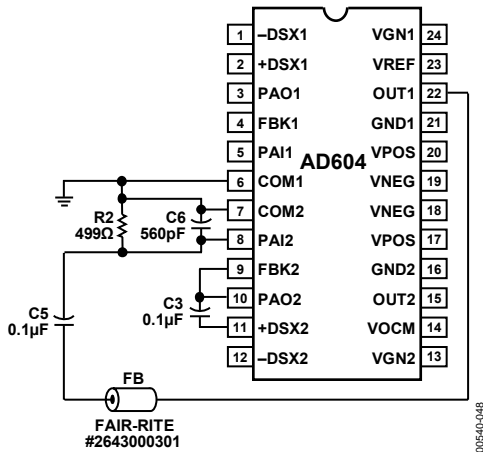 1 –DSX1 VGN1 24
2 +DSX1 VREF 23
3 PAO1 OUT1 22
4 FBK1 GND1 21
5 PAI1 VPOS 20
AD604
6 COM1 VNEG 19
7 COM2 VNEG 18
8 PAI2 VPOS 17
9 FBK2 GND2 16
10 PAO2 OUT2 15
11 +DSX2 VOCM 14
12 –DSX2 VGN2 13
R2
499Ω
C6
560pF
C3
0.1µF
C5
0.1µF
FB
FAIR-RITE
#2643000301
00540-048